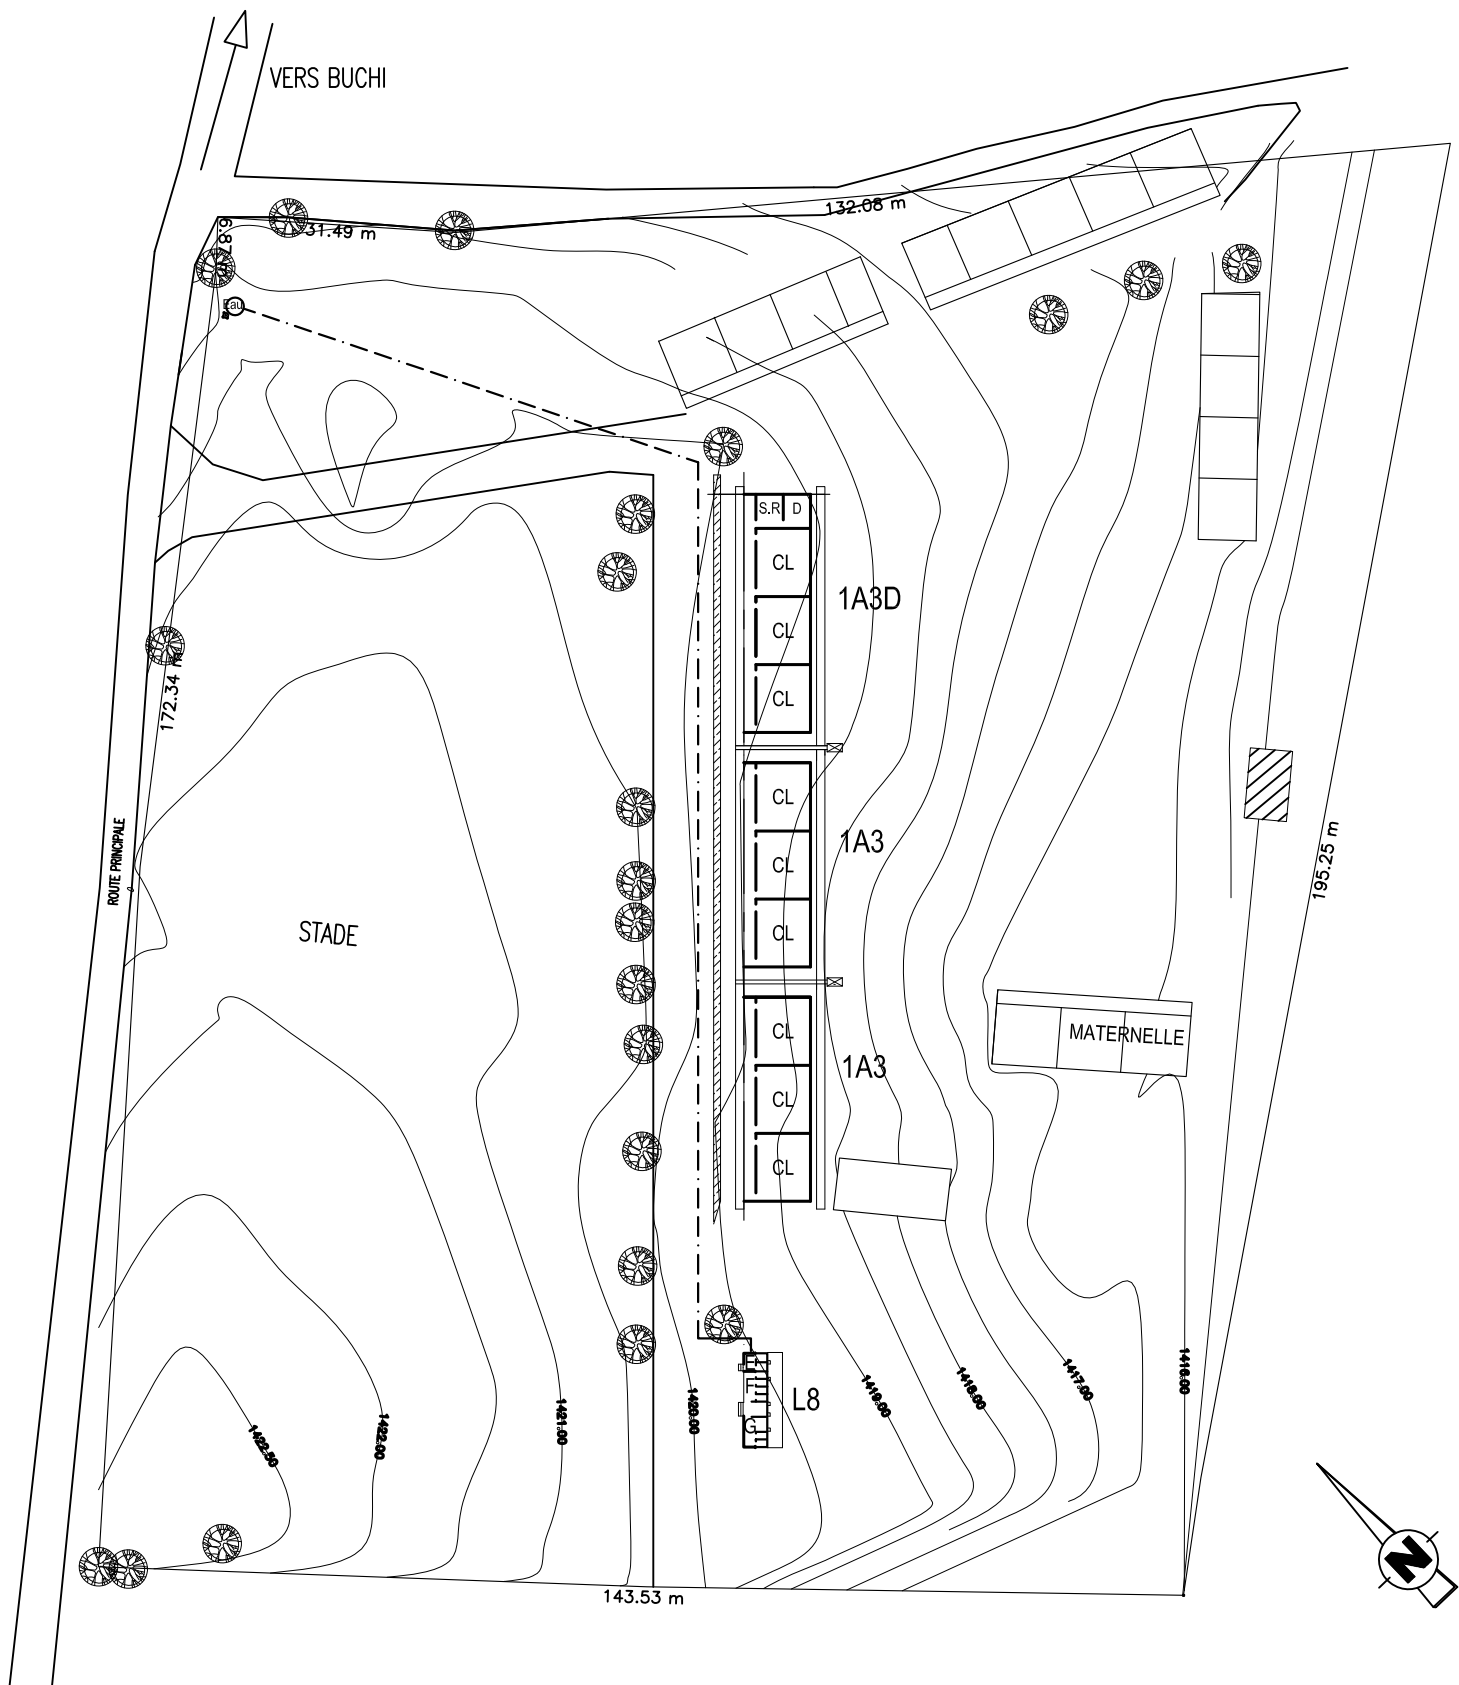 VERS BUCHI
132.08 m
31.49 m
6.87 m
Eau
S.R D
CL
1A3D
CL
CL
172.34 m
CL
1A3
CL
ROUTE PRINCIPALE
195.25 m
STADE
CL
CL
MATERNELLE
1A3
CL
CL
1416.00
1417.00
1418.00
1419.00
E
F
G
L8
1420.00
1421.00
1422.00
1422.50
N
143.53 m